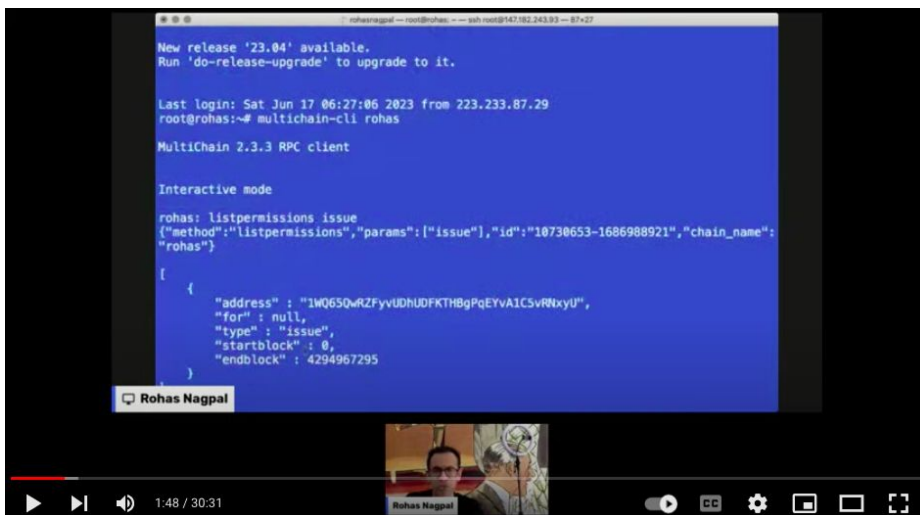 rohasnagpal — root@rohas: ~ — ssh root@147.182.243.93 — 87×27
New release '23.04' available.
Run 'do-release-upgrade' to upgrade to it.
Last login: Sat Jun 17 06:27:06 2023 from 223.233.87.29
root@rohas:~# multichain-cli rohas
MultiChain 2.3.3 RPC client
Interactive mode
rohas: listpermissions issue
{"method":"listpermissions","params":["issue"],"id":"10730653-1686988921","chain_name":
"rohas"}
[
{
"address" : "1WQ65QwRZFyvUDhUDFKTHBgPqEYvA1C5vRNxyU",
"for" : null,
"type" : "issue",
"startblock" : 0,
"endblock" : 4294967295
}
]
Rohas Nagpal
Rohas Nagpal
1:48 / 30:31
CC